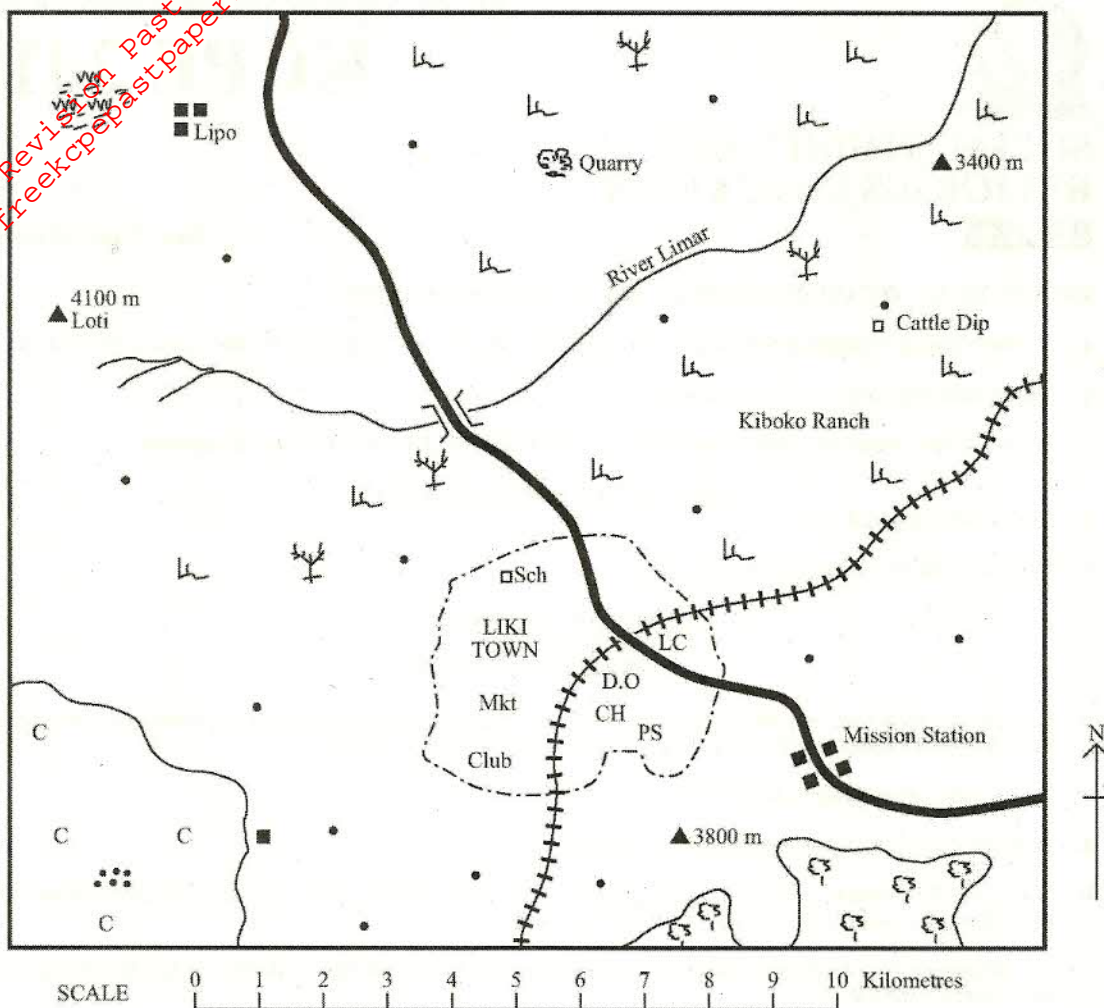 Revision Past
freekcpepastpaper
Lipo
Quarry
3400 m
River Limar
4100 m
Loti
Cattle Dip
Kiboko Ranch
Sch
LIKI
TOWN
LC
D.O
Mkt
CH
PS
Club
Mission Station
N
C
C
C
3800 m
C
0 1 2 3 4 5 6 7 8 9 10 Kilometres
SCALE